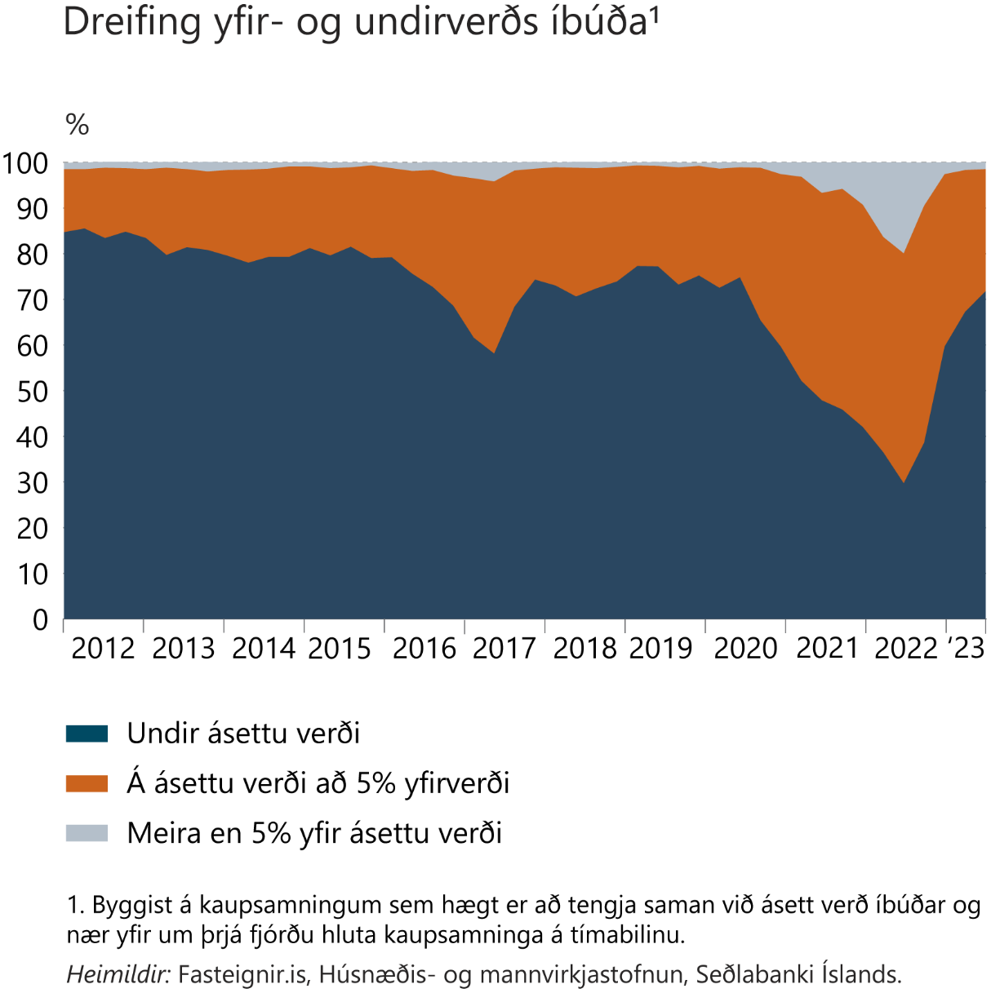 Dreifing yfir- og undirverðs íbúða¹
%
100
90
80
70
60
50
40
30
20
10
0
2012 2013 2014 2015 2016 2017 2018 2019 2020 2021 2022 ’23
Undir ásettu verði
Á ásettu verði að 5% yfirverði
Meira en 5% yfir ásettu verði
1. Byggist á kaupsamningum sem hægt er að tengja saman við ásett verð íbúðar og
nær yfir um þrjá fjórðu hluta kaupsamninga á tímabilinu.
Heimildir: Fasteignir.is, Húsnæðis- og mannvirkjastofnun, Seðlabanki Íslands.